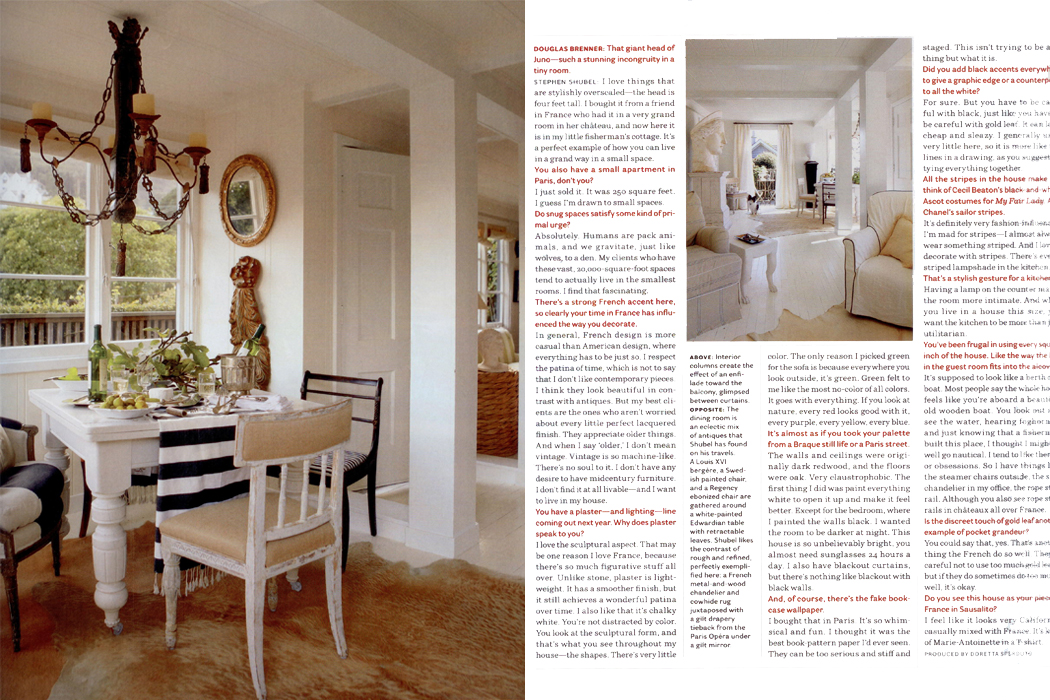 DOUGLAS BRENNER: That giant head of
Juno—such a stunning incongruity in a
tiny room.
STEPHEN SHUBEL: I love things that
are stylishly overscaled—the head is
four feet tall. I bought it from a friend
in France who had it in a very grand
room in her château, and now here it
is in my little fisherman's cottage. It's
a perfect example of how you can live
in a grand way in a small space.
You also have a small apartment in
Paris, don't you?
I just sold it. It was 250 square feet.
I guess I'm drawn to small spaces.
Do snug spaces satisfy some kind of pri-
mal urge?
Absolutely. Humans are pack ani-
mals, and we gravitate, just like
wolves, to a den. My clients who have
these vast, 20,000-square-foot spaces
tend to actually live in the smallest
rooms. I find that fascinating.
There's a strong French accent here,
so clearly your time in France has influ-
enced the way you decorate.
In general, French design is more
casual than American design, where
everything has to be just so. I respect
the patina of time, which is not to say
that I don't like contemporary pieces.
I think they look beautiful in con-
trast with antiques. But my best cli-
ents are the ones who aren't worried
about every little perfect lacquered
finish. They appreciate older things.
And when I say 'older,' I don't mean
vintage. Vintage is so machine-like.
There's no soul to it. I don't have any
desire to have midcentury furniture.
I don't find it at all livable—and I want
to live in my house.
You have a plaster—and lighting—line
coming out next year. Why does plaster
speak to you?
I love the sculptural aspect. That may
be one reason I love France, because
there's so much figurative stuff all
over. Unlike stone, plaster is light-
weight. It has a smoother finish, but
it still achieves a wonderful patina
over time. I also like that it's chalky
white. You're not distracted by color.
You look at the sculptural form, and
that's what you see throughout my
house—the shapes. There's very little
ABOVE: Interior
columns create the
effect of an enfi-
lade toward the
balcony, glimpsed
between curtains.
OPPOSITE: The
dining room is
an eclectic mix
of antiques that
Shubel has found
on his travels.
A Louis XVI
bergère, a Swed-
ish painted chair,
and a Regency
ebonized chair are
gathered around
a white-painted
Edwardian table
with retractable
leaves. Shubel likes
the contrast of
rough and refined,
perfectly exempli-
fied here: a French
metal-and-wood
chandelier and
cowhide rug
juxtaposed with
a gilt drapery
tieback from the
Paris Opéra under
a gilt mirror
color. The only reason I picked green
for the sofa is because everywhere you
look outside, it's green. Green felt to
me like the most no-color of all colors.
It goes with everything. If you look at
nature, every red looks good with it,
every purple, every yellow, every blue.
It's almost as if you took your palette
from a Braque still life or a Paris street.
The walls and ceilings were origi-
nally dark redwood, and the floors
were oak. Very claustrophobic. The
first thing I did was paint everything
white to open it up and make it feel
better. Except for the bedroom, where
I painted the walls black. I wanted
the room to be darker at night. This
house is so unbelievably bright, you
almost need sunglasses 24 hours a
day. I also have blackout curtains,
but there's nothing like blackout with
black walls
And, of course, there's the fake book-
case wallpaper.
I bought that in Paris. It's so whim-
sical and fun. I thought it was the
best book-pattern paper I'd ever seen.
They can be too serious and stiff and
staged. This isn't trying to be a
thing but what it is.
Did you add black accents
to give a graphic edge or a
to all the white?
For sure. But you have to be
ful with black, just like you have
be careful with gold leaf. It can
cheap and sleazy. I generally
very little here, so it is more like
lines in a drawing, as you suggest
tying everything together.
All the stripes in the house make
think of Cecil Beaton's black-and-
Ascot costumes for My Fair Lady
Chanel's sailor stripes.
It's definitely very fashion
I'm mad for stripes—I almost
wear something striped. And I
decorate with stripes. There's
striped lampshade in the kitchen
That's a stylish gesture for a
Having a lamp on the counter
the room more intimate. And
you live in a house this size,
want the kitchen to be more than
utilitarian.
You've been frugal in using every
inch of the house. Like the way the
in the guest room fits into the
It's supposed to look like a berth
boat. Most people say the whole
feels like you're aboard a
old wooden boat. You look out
see the water, hearing
and just knowing that a
built this place, I thought I
well go nautical, I tend to like
or obsessions. So I have things
the steamer chairs outside, the
chandelier in my office, the rope
rail. Although you also see rope
rails in châteaux all over France.
Is the discreet touch of gold leaf
example of pocket grandeur?
You could say that, yes. That's
thing the French do so well. They
careful not to use too much gold
but if they do sometimes do too
well, it's okay.
Do you see this house as your
France in Sausalito?
I feel like it looks very
casually mixed with France. It's
of Marie-Antoinette in a T-shirt.
PRODUCED BY DORETTA